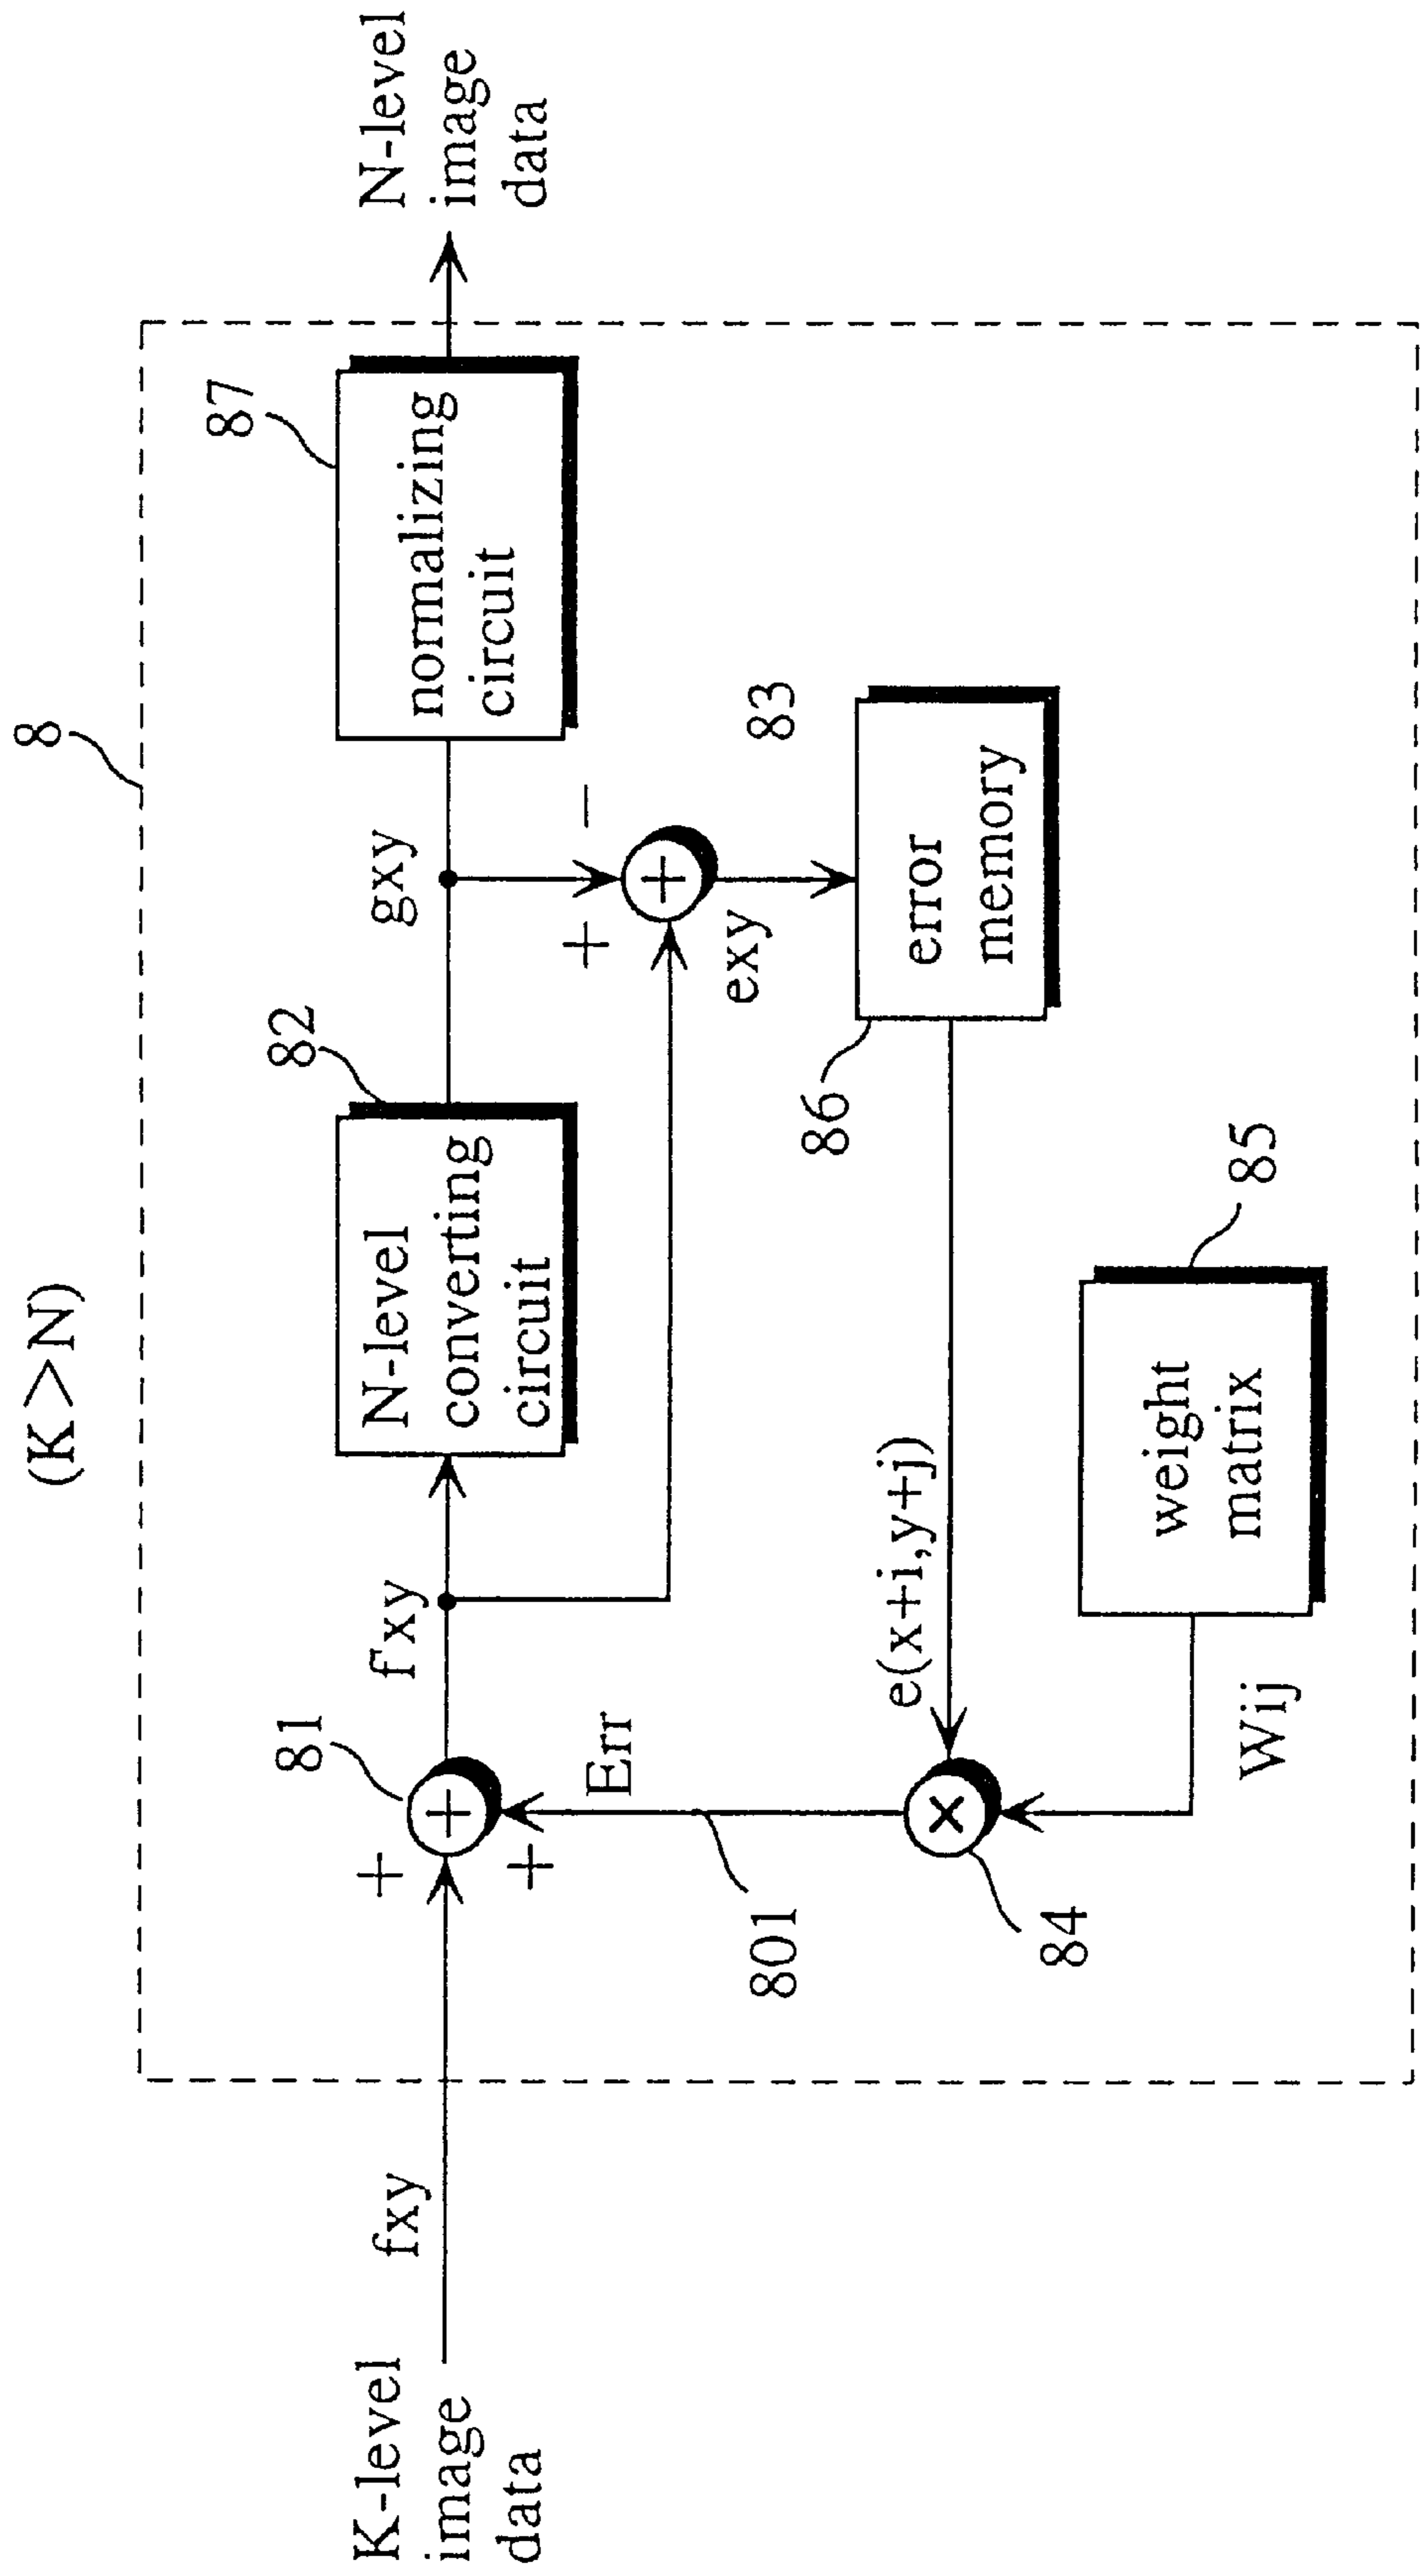 (K>N)
8
K-level
image
data
fxy
+
+
+
81
f'xy
N-level
converting
circuit
82
gxy
normalizing
circuit
87
N-level
image
data
+
−
+
exy
83
error
memory
86
e(x+i,y+j)
Err
801
×
84
Wij
weight
matrix
85